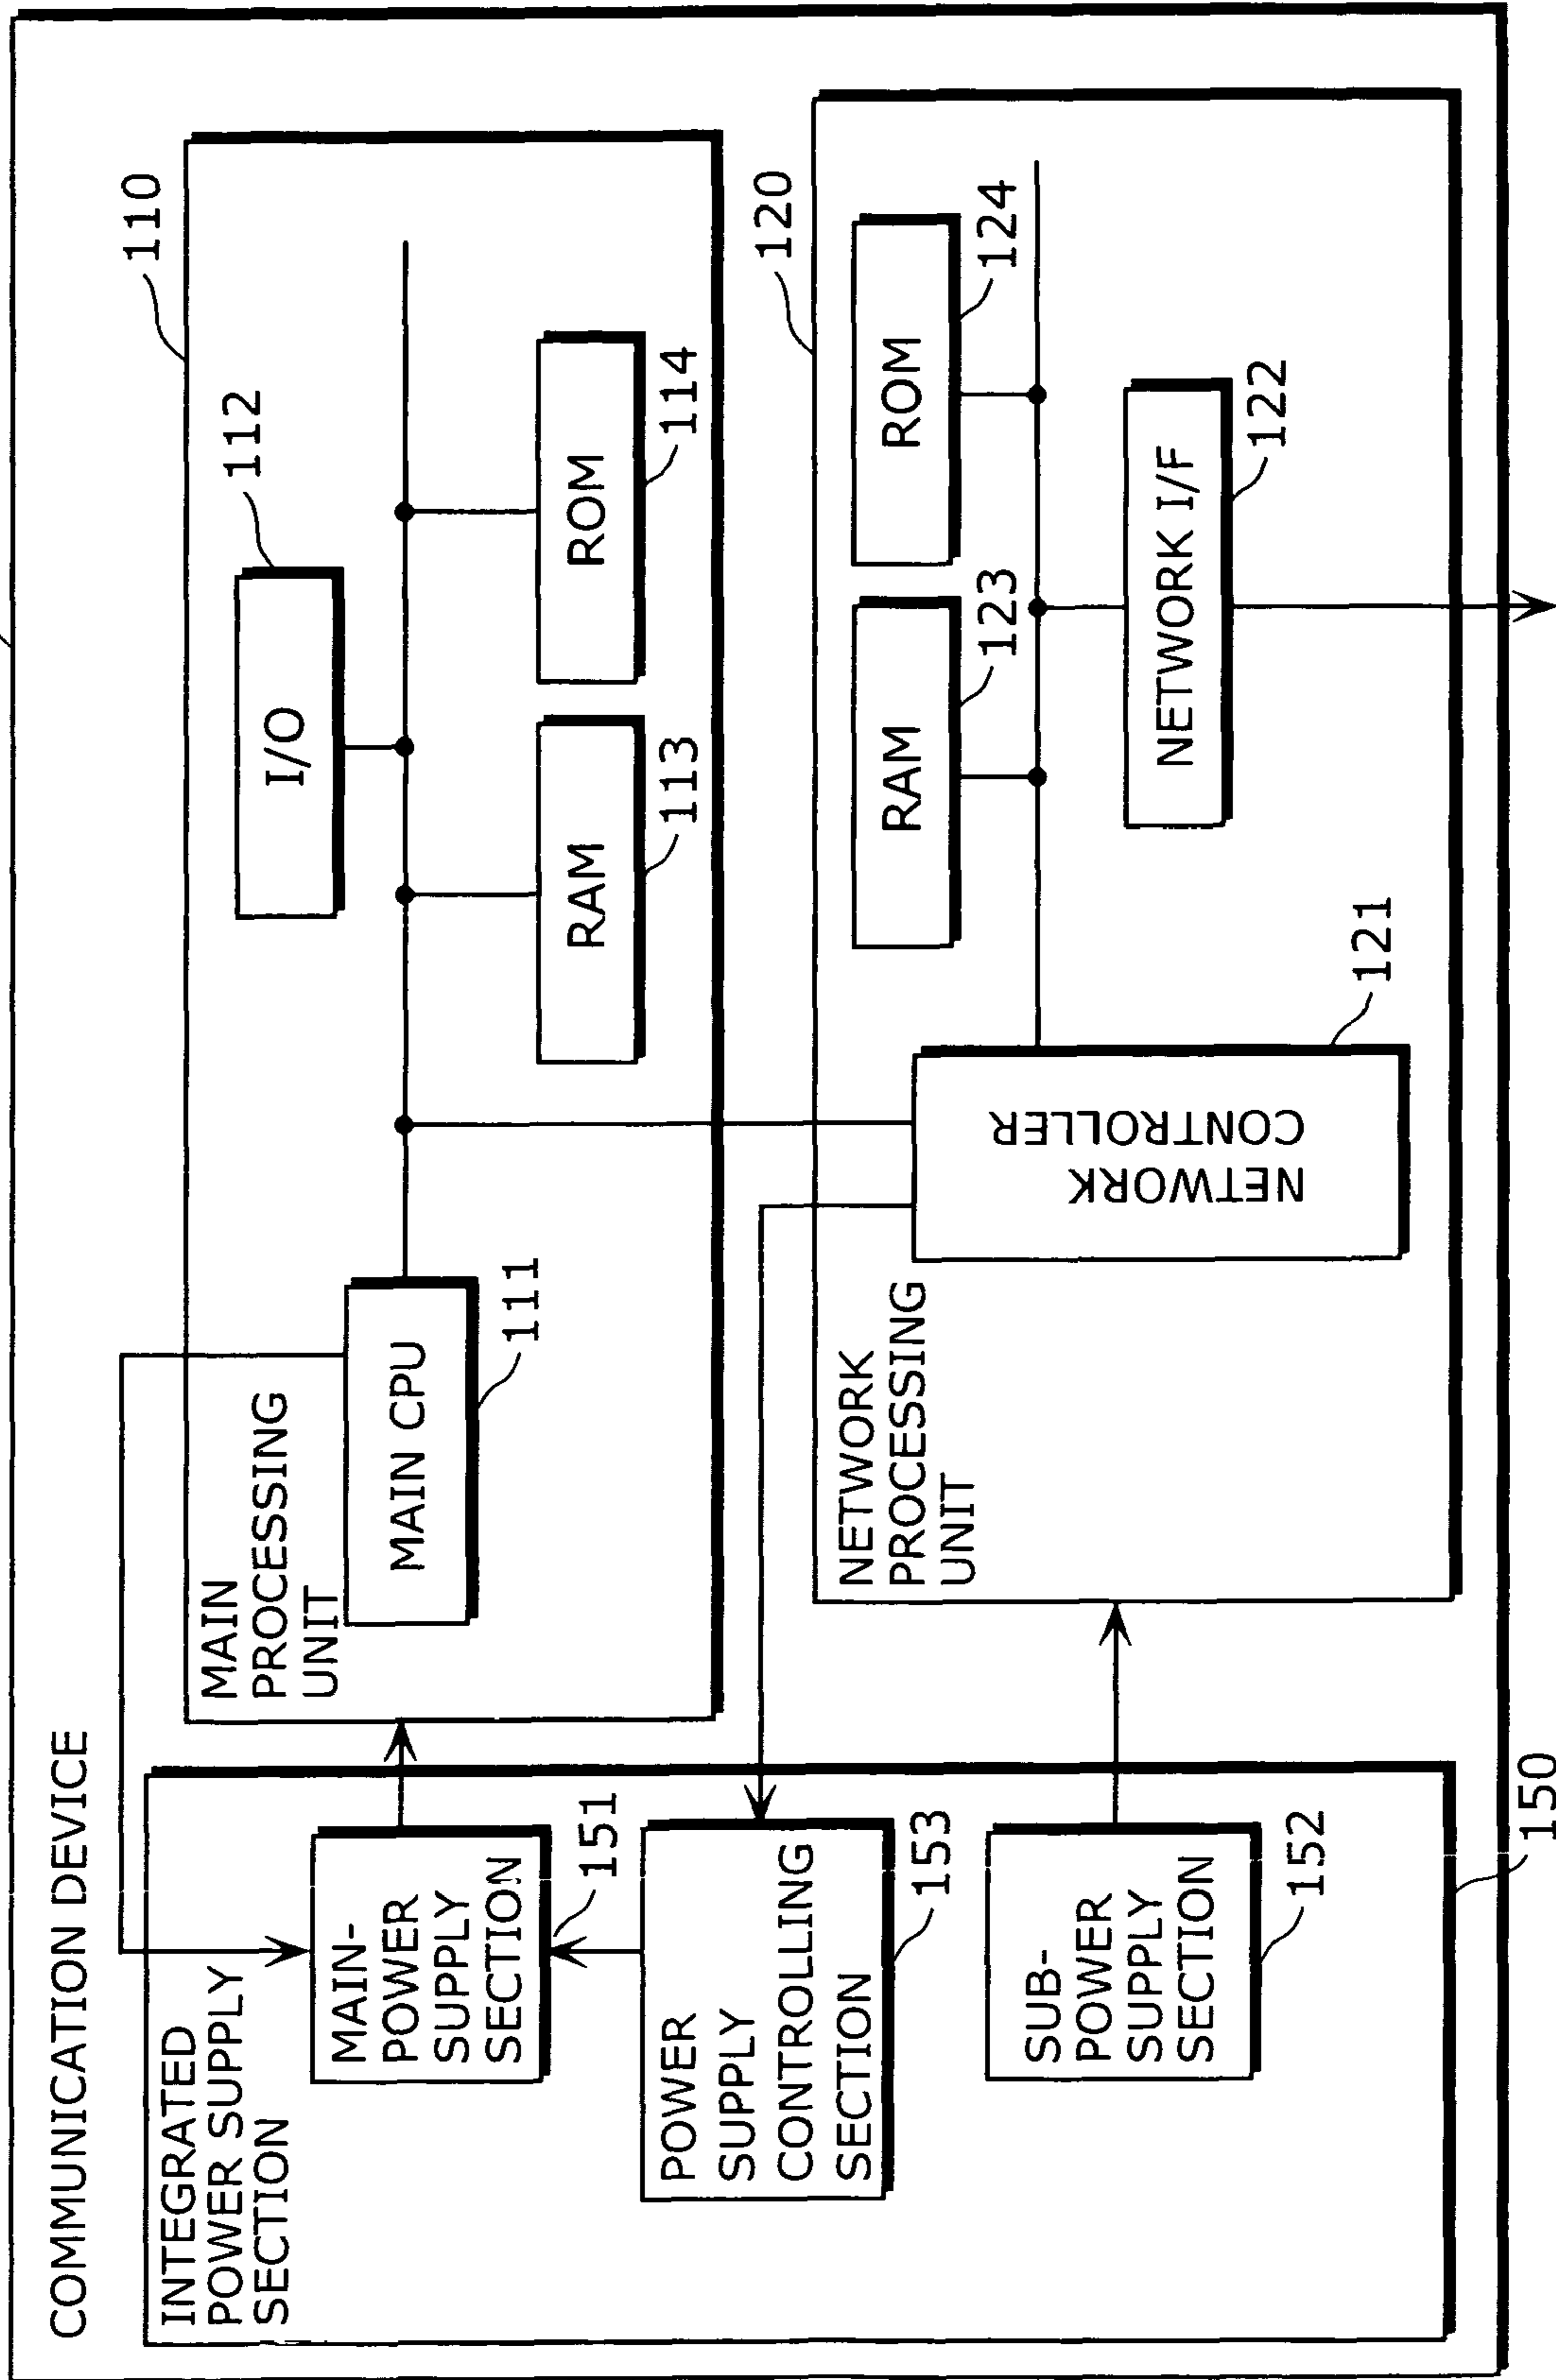 COMMUNICATION DEVICE
INTEGRATED
POWER SUPPLY
SECTION
MAIN-
POWER
SUPPLY
SECTION
151
POWER
SUPPLY
CONTROLLING
SECTION
153
SUB-
POWER
SUPPLY
SECTION
152
150
110
MAIN
PROCESSING
UNIT
MAIN CPU
111
I/O
112
RAM
113
ROM
114
120
NETWORK
PROCESSING
UNIT
NETWORK
CONTROLLER
121
RAM
123
ROM
124
NETWORK I/F
122